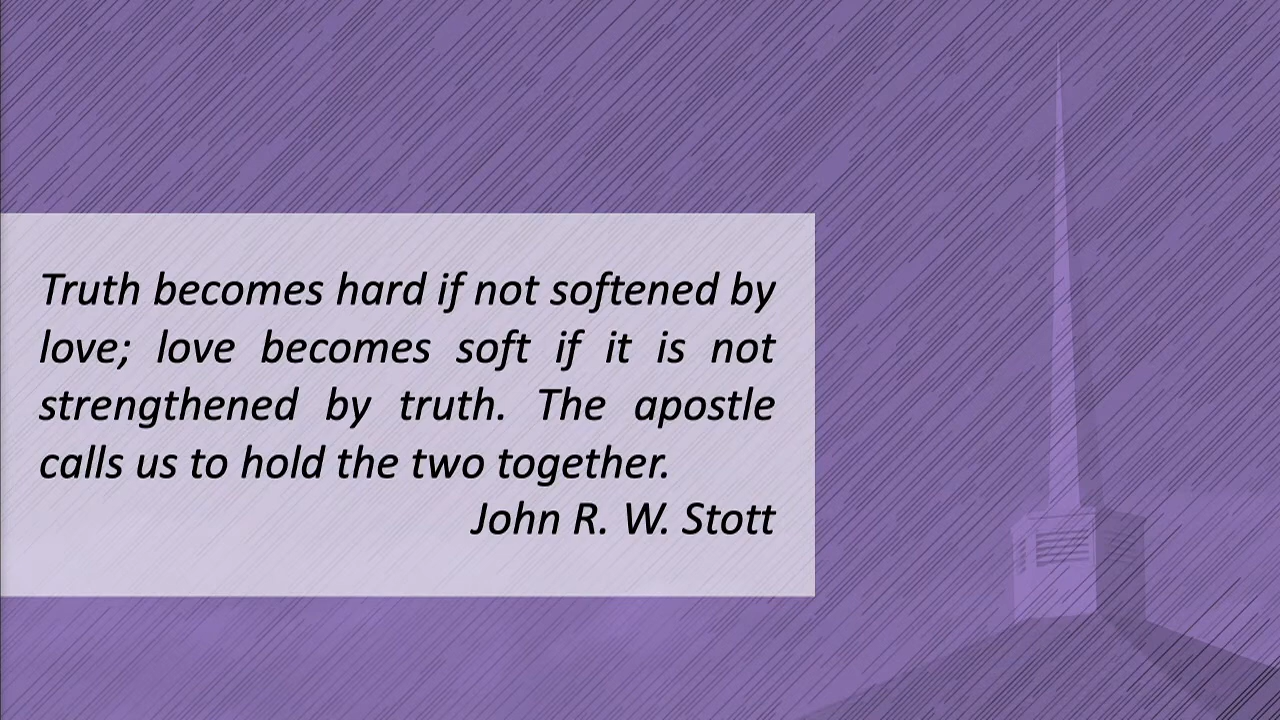 Truth becomes hard if not softened by
love; love becomes soft if it is not
strengthened by truth. The apostle
calls us to hold the two together.
John R. W. Stott